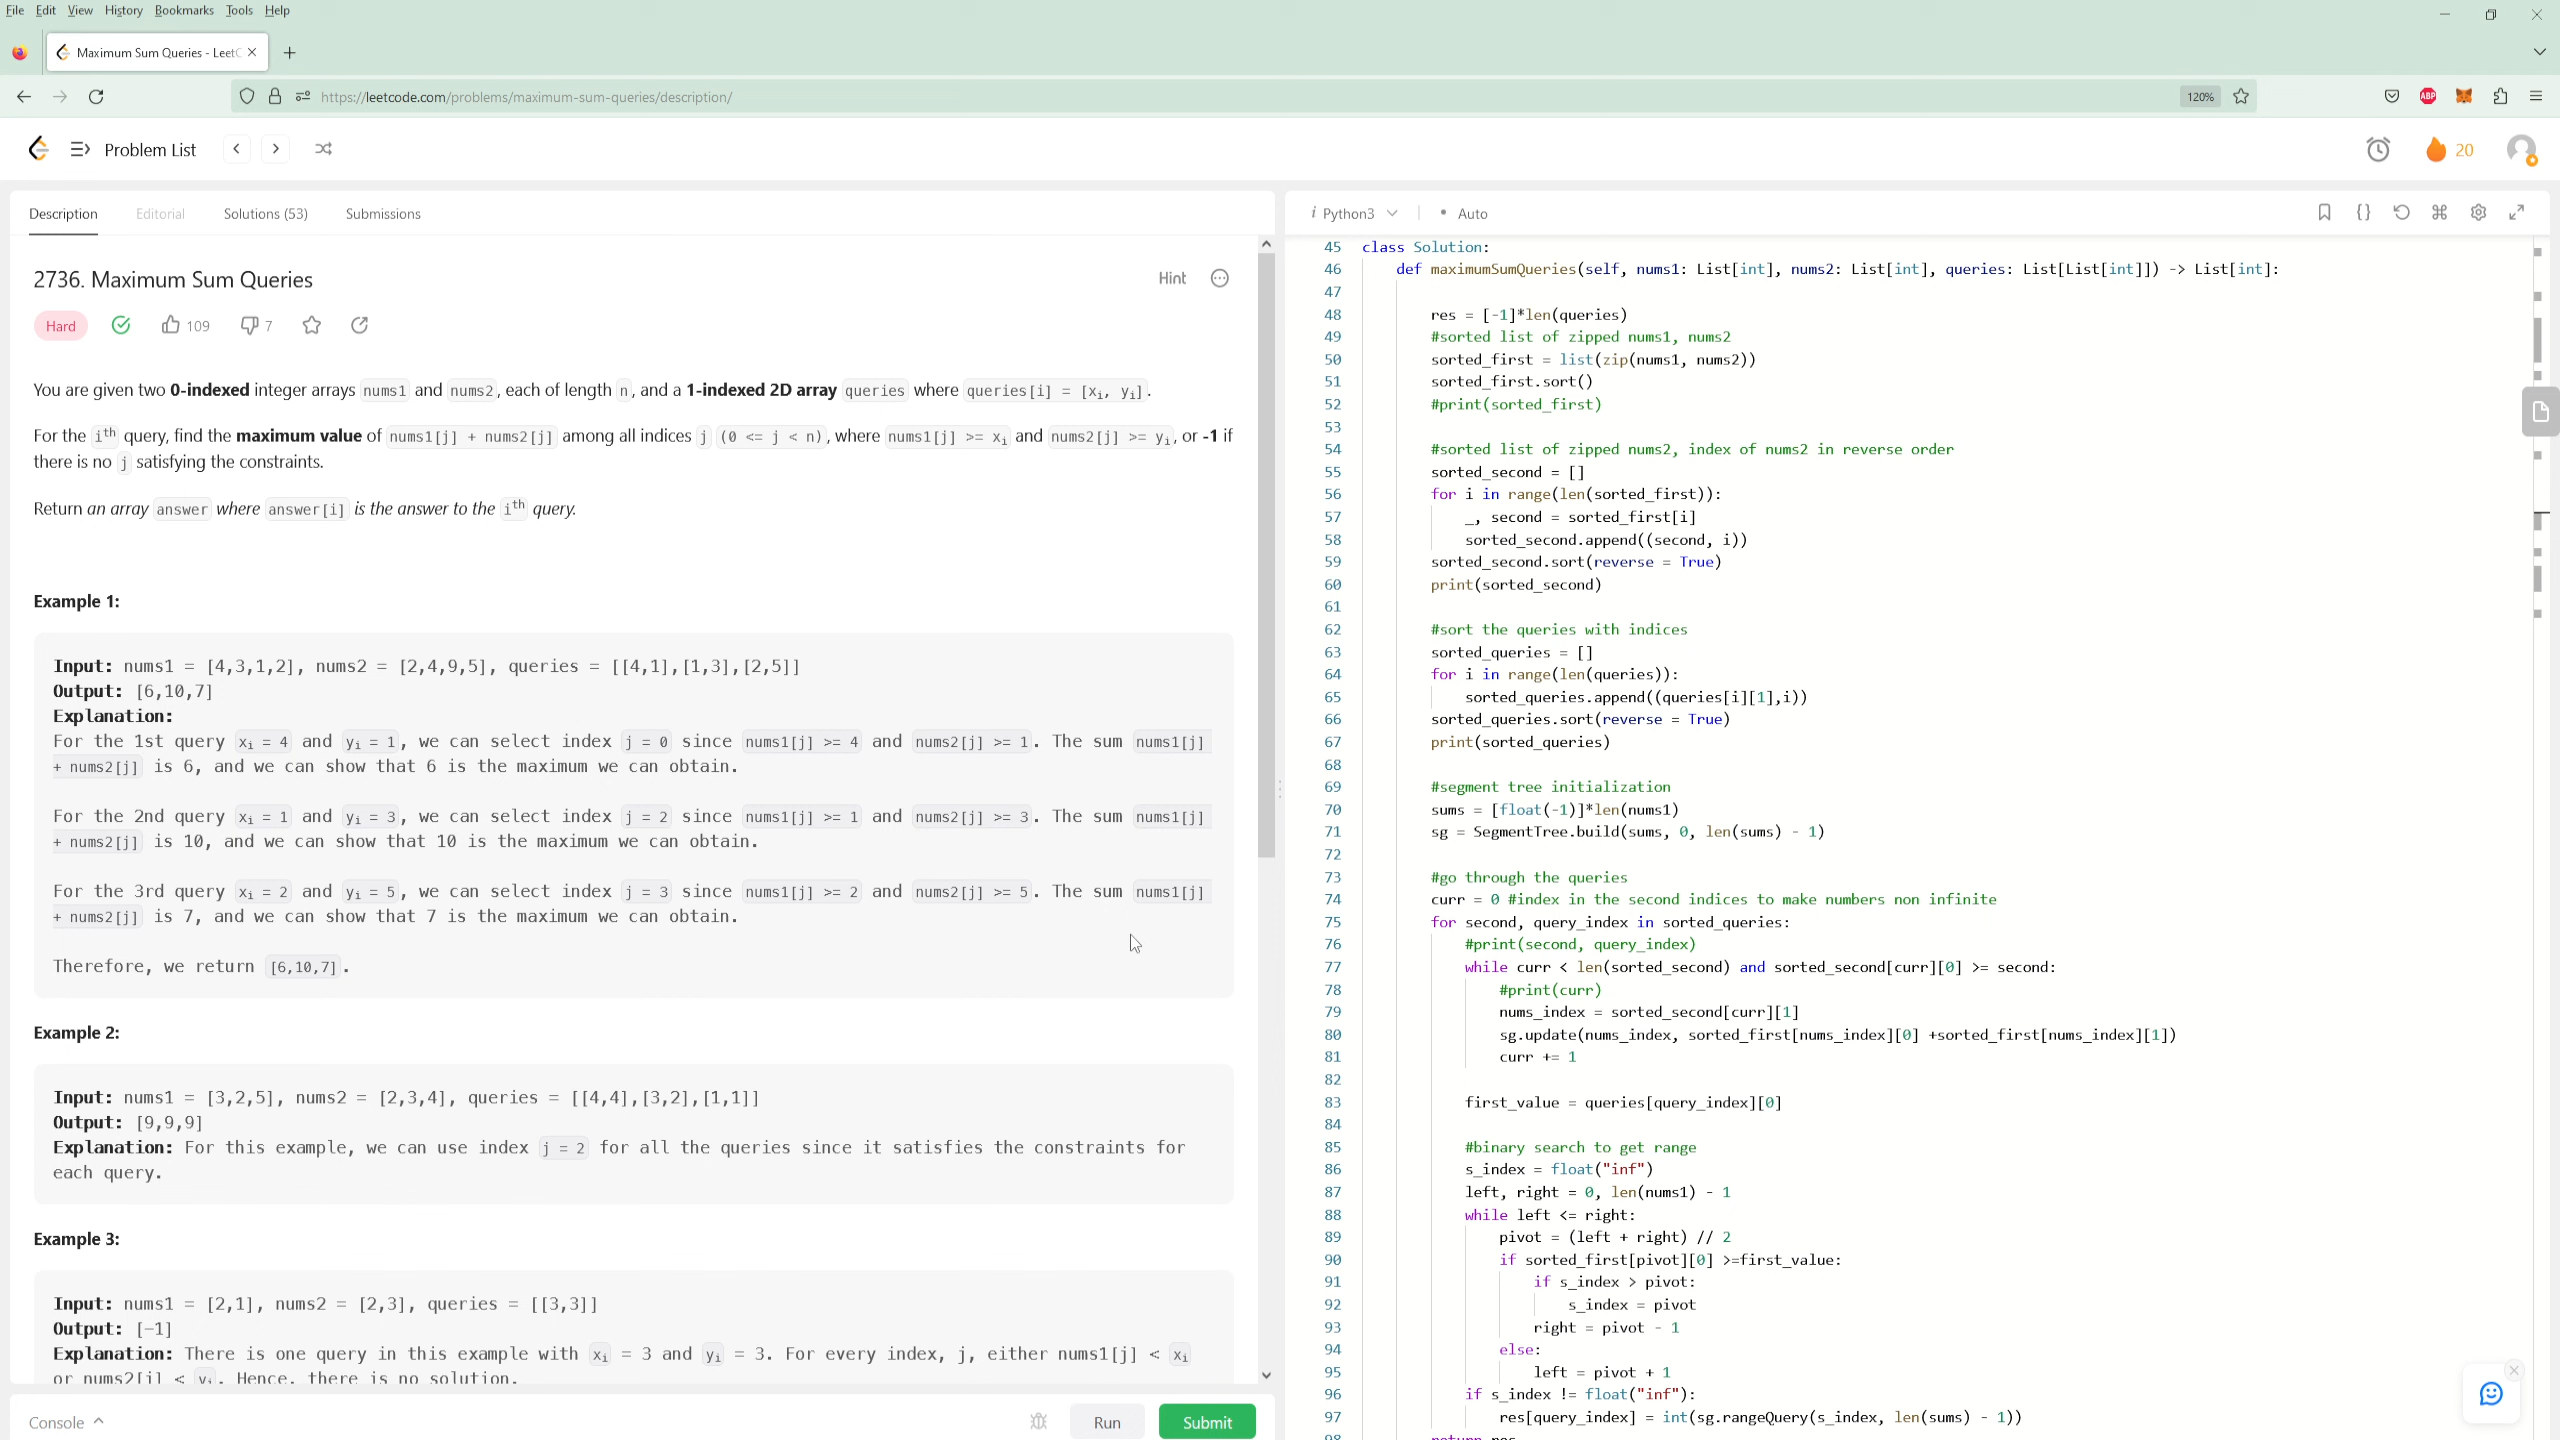 File Edit View History Bookmarks Tools Help
Maximum Sum Queries - LeetC
https://leetcode.com/problems/maximum-sum-queries/description/
120%
ABP
Problem List
20
Description Editorial Solutions (53) Submissions
2736. Maximum Sum Queries
Hint
Hard 109 7
You are given two 0-indexed integer arrays nums1 and nums2, each of length n, and a 1-indexed 2D array queries where queries[i] = [xi, yi].
For the ith query, find the maximum value of nums1[j] + nums2[j] among all indices j (0 <= j < n), where nums1[j] >= xi and nums2[j] >= yi, or -1 if
there is no j satisfying the constraints.
Return an array answer where answer[i] is the answer to the ith query.
Example 1:
Input: nums1 = [4,3,1,2], nums2 = [2,4,9,5], queries = [[4,1],[1,3],[2,5]]
Output: [6,10,7]
Explanation:
For the 1st query xi = 4 and yi = 1, we can select index j = 0 since nums1[j] >= 4 and nums2[j] >= 1. The sum nums1[j]
+ nums2[j] is 6, and we can show that 6 is the maximum we can obtain.
For the 2nd query xi = 1 and yi = 3, we can select index j = 2 since nums1[j] >= 1 and nums2[j] >= 3. The sum nums1[j]
+ nums2[j] is 10, and we can show that 10 is the maximum we can obtain.
For the 3rd query xi = 2 and yi = 5, we can select index j = 3 since nums1[j] >= 2 and nums2[j] >= 5. The sum nums1[j]
+ nums2[j] is 7, and we can show that 7 is the maximum we can obtain.
Therefore, we return [6,10,7].
Example 2:
Input: nums1 = [3,2,5], nums2 = [2,3,4], queries = [[4,4],[3,2],[1,1]]
Output: [9,9,9]
Explanation: For this example, we can use index j = 2 for all the queries since it satisfies the constraints for
each query.
Example 3:
Input: nums1 = [2,1], nums2 = [2,3], queries = [[3,3]]
Output: [-1]
Explanation: There is one query in this example with xi = 3 and yi = 3. For every index, j, either nums1[j] < xi
or nums2[j] < yi. Hence, there is no solution.
Console Run Submit
i Python3 • Auto
45 class Solution:
46 def maximumSumQueries(self, nums1: List[int], nums2: List[int], queries: List[List[int]]) -> List[int]:
47
48 res = [-1]*len(queries)
49 #sorted list of zipped nums1, nums2
50 sorted_first = list(zip(nums1, nums2))
51 sorted_first.sort()
52 #print(sorted_first)
53
54 #sorted list of zipped nums2, index of nums2 in reverse order
55 sorted_second = []
56 for i in range(len(sorted_first)):
57 _, second = sorted_first[i]
58 sorted_second.append((second, i))
59 sorted_second.sort(reverse = True)
60 print(sorted_second)
61
62 #sort the queries with indices
63 sorted_queries = []
64 for i in range(len(queries)):
65 sorted_queries.append((queries[i][1],i))
66 sorted_queries.sort(reverse = True)
67 print(sorted_queries)
68
69 #segment tree initialization
70 sums = [float(-1)]*len(nums1)
71 sg = SegmentTree.build(sums, 0, len(sums) - 1)
72
73 #go through the queries
74 curr = 0 #index in the second indices to make numbers non infinite
75 for second, query_index in sorted_queries:
76 #print(second, query_index)
77 while curr < len(sorted_second) and sorted_second[curr][0] >= second:
78 #print(curr)
79 nums_index = sorted_second[curr][1]
80 sg.update(nums_index, sorted_first[nums_index][0] +sorted_first[nums_index][1])
81 curr += 1
82
83 first_value = queries[query_index][0]
84
85 #binary search to get range
86 s_index = float("inf")
87 left, right = 0, len(nums1) - 1
88 while left <= right:
89 pivot = (left + right) // 2
90 if sorted_first[pivot][0] >=first_value:
91 if s_index > pivot:
92 s_index = pivot
93 right = pivot - 1
94 else:
95 left = pivot + 1
96 if s_index != float("inf"):
97 res[query_index] = int(sg.rangeQuery(s_index, len(sums) - 1))
98 return res